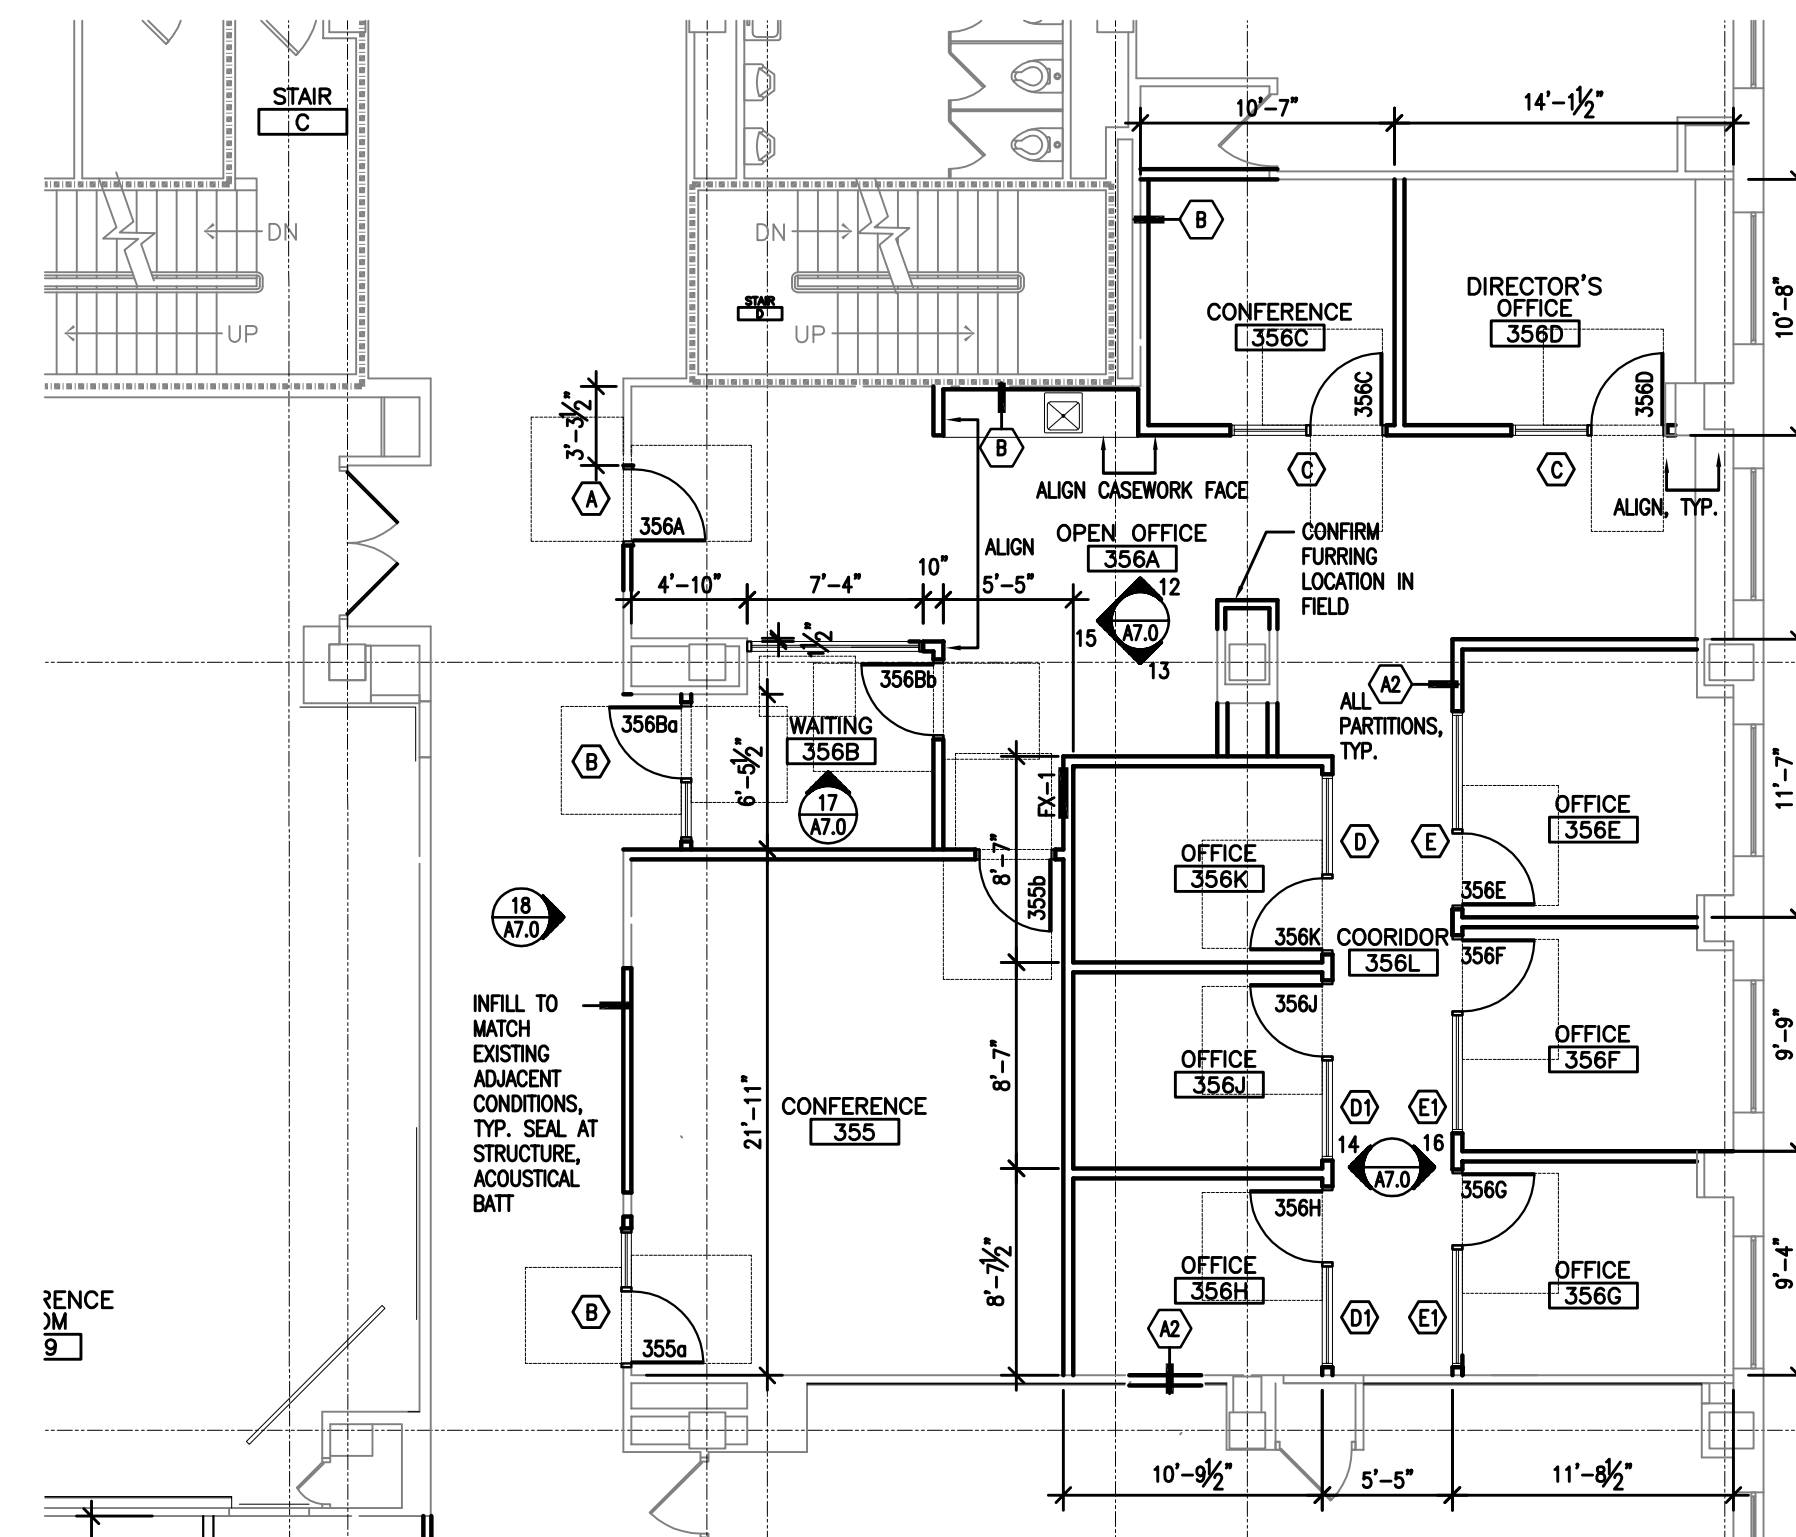 STAIR
C
10'-7"
14'-1½"
DN
DN
B
UP
UP
STAIR
D
CONFERENCE
356C
DIRECTOR'S
OFFICE
356D
10'-8"
356C
356D
3'-3½"
B
C
C
A
356A
ALIGN CASEWORK FACE
ALIGN, TYP.
ALIGN
OPEN OFFICE
356A
CONFIRM
FURRING
LOCATION IN
FIELD
4'-10"
7'-4"
10"
5'-5"
12
15
A7.0
13
1½"
356Bb
A2
ALL
PARTITIONS,
TYP.
356Ba
WAITING
356B
B
6'-5½"
17
A7.0
FX-1
11'-7"
OFFICE
356E
D
E
OFFICE
356K
8'-7"
355b
356E
18
A7.0
356K
COORIDOR
356L
356F
INFILL TO
MATCH
EXISTING
ADJACENT
CONDITIONS,
TYP. SEAL AT
STRUCTURE,
ACOUSTICAL
BATT
356J
OFFICE
356J
8'-7"
OFFICE
356F
9'-9"
21'-11"
CONFERENCE
355
D1
E1
14
16
A7.0
356H
356G
8'-7½"
OFFICE
356H
OFFICE
356G
9'-4"
RENCE
OM
9
B
355a
A2
D1
E1
10'-9½"
5'-5"
11'-8½"